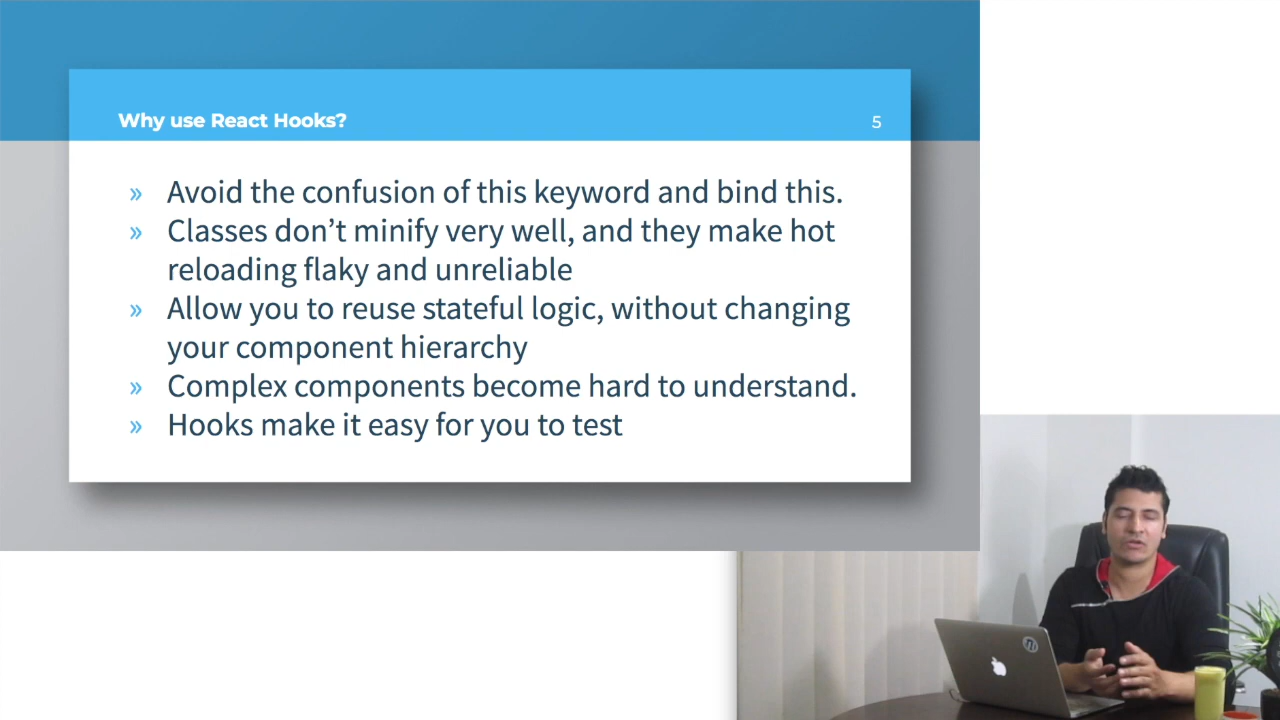 Why use React Hooks?
5
» Avoid the confusion of this keyword and bind this.
» Classes don’t minify very well, and they make hot
reloading flaky and unreliable
» Allow you to reuse stateful logic, without changing
your component hierarchy
» Complex components become hard to understand.
» Hooks make it easy for you to test